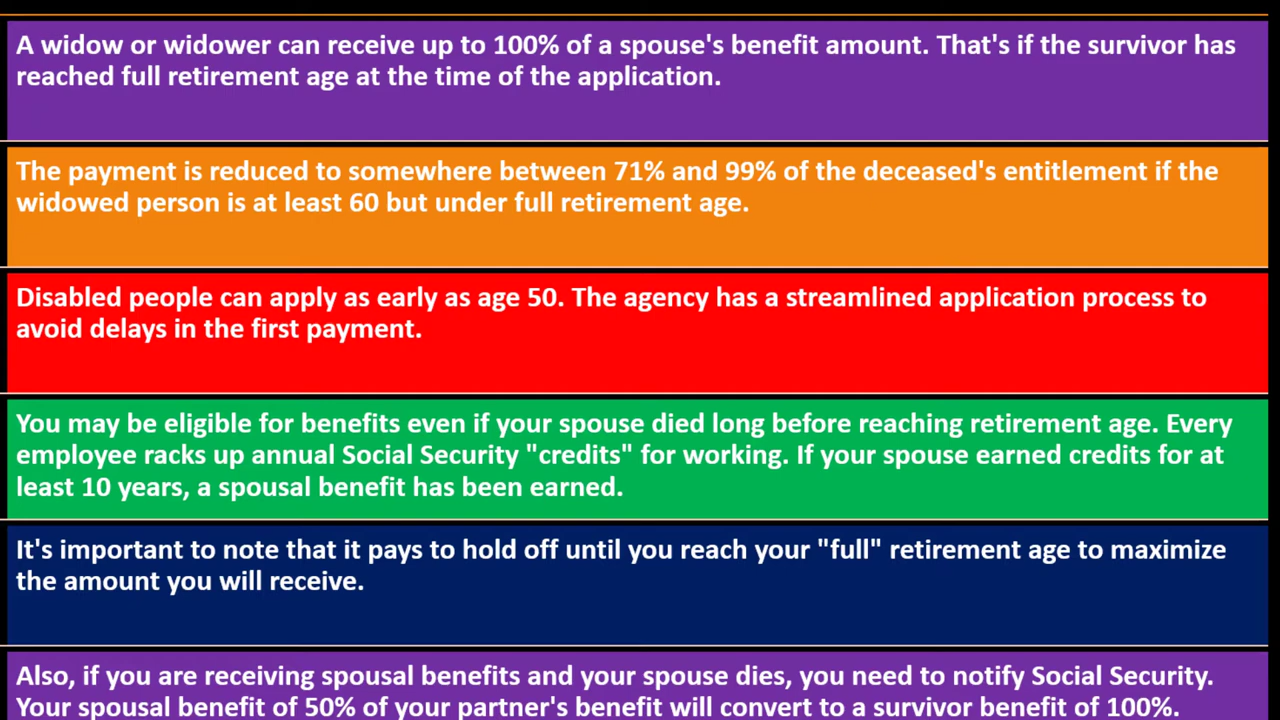 A widow or widower can receive up to 100% of a spouse's benefit amount. That's if the survivor has
reached full retirement age at the time of the application.
The payment is reduced to somewhere between 71% and 99% of the deceased's entitlement if the
widowed person is at least 60 but under full retirement age.
Disabled people can apply as early as age 50. The agency has a streamlined application process to
avoid delays in the first payment.
You may be eligible for benefits even if your spouse died long before reaching retirement age. Every
employee racks up annual Social Security "credits" for working. If your spouse earned credits for at
least 10 years, a spousal benefit has been earned.
It's important to note that it pays to hold off until you reach your "full" retirement age to maximize
the amount you will receive.
Also, if you are receiving spousal benefits and your spouse dies, you need to notify Social Security.
Your spousal benefit of 50% of your partner's benefit will convert to a survivor benefit of 100%.